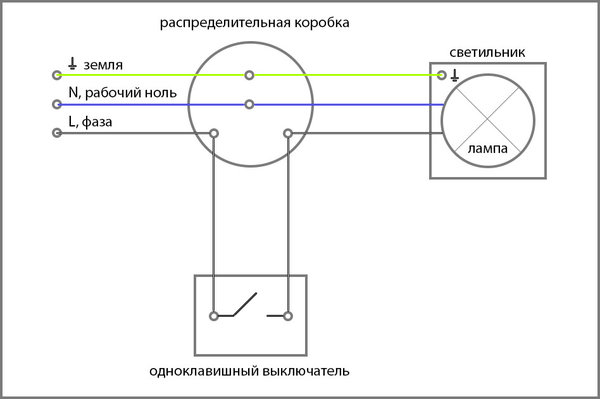 распределительная коробка
земля
светильник
N, рабочий ноль
L, фаза
лампа
одноклавишный выключатель